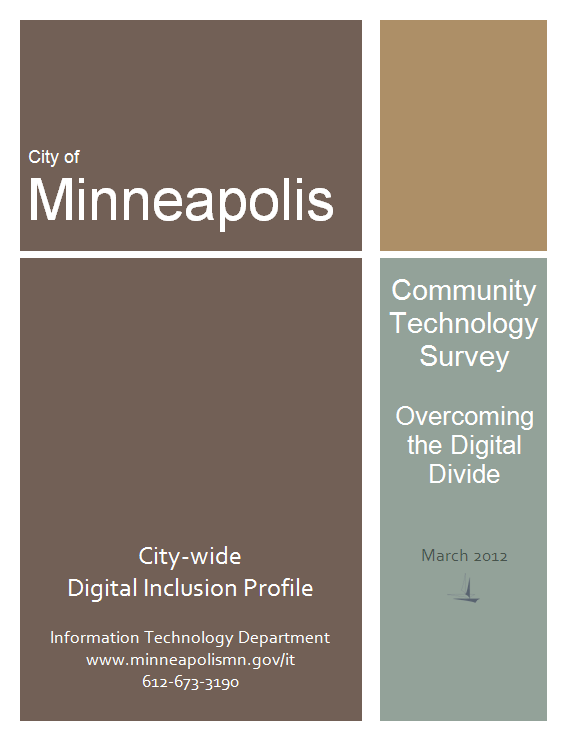 City of
Minneapolis
Community
Technology
Survey
Overcoming
the Digital
Divide
March 2012
City-wide
Digital Inclusion Profile
Information Technology Department
www.minneapolismn.gov/it
612-673-3190